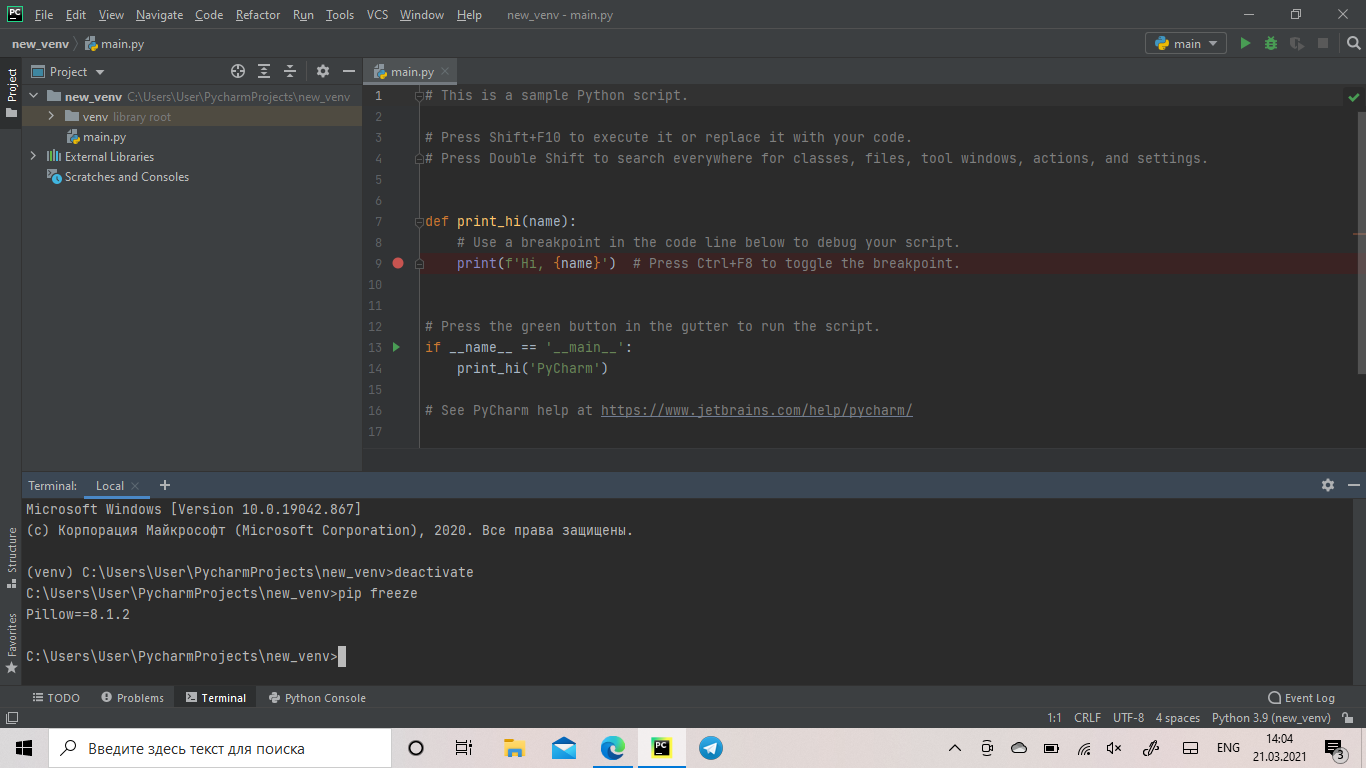 PC File Edit View Navigate Code Refactor Run Tools VCS Window Help new_venv - main.py
new_venv main.py main
Project
Project
new_venv C:\Users\User\PycharmProjects\new_venv
venv library root
main.py
External Libraries
Scratches and Consoles
main.py
1 # This is a sample Python script.
2
3 # Press Shift+F10 to execute it or replace it with your code.
4 # Press Double Shift to search everywhere for classes, files, tool windows, actions, and settings.
5
6
7 def print_hi(name):
8 # Use a breakpoint in the code line below to debug your script.
9 print(f'Hi, {name}') # Press Ctrl+F8 to toggle the breakpoint.
10
11
12 # Press the green button in the gutter to run the script.
13 if __name__ == '__main__':
14 print_hi('PyCharm')
15
16 # See PyCharm help at https://www.jetbrains.com/help/pycharm/
17
Terminal: Local
Microsoft Windows [Version 10.0.19042.867]
(c) Корпорация Майкрософт (Microsoft Corporation), 2020. Все права защищены.
(venv) C:\Users\User\PycharmProjects\new_venv>deactivate
C:\Users\User\PycharmProjects\new_venv>pip freeze
Pillow==8.1.2
C:\Users\User\PycharmProjects\new_venv>
Structure
Favorites
TODO Problems Terminal Python Console Event Log
1:1 CRLF UTF-8 4 spaces Python 3.9 (new_venv)
Введите здесь текст для поиска
PC
ENG
14:04
21.03.2021
3